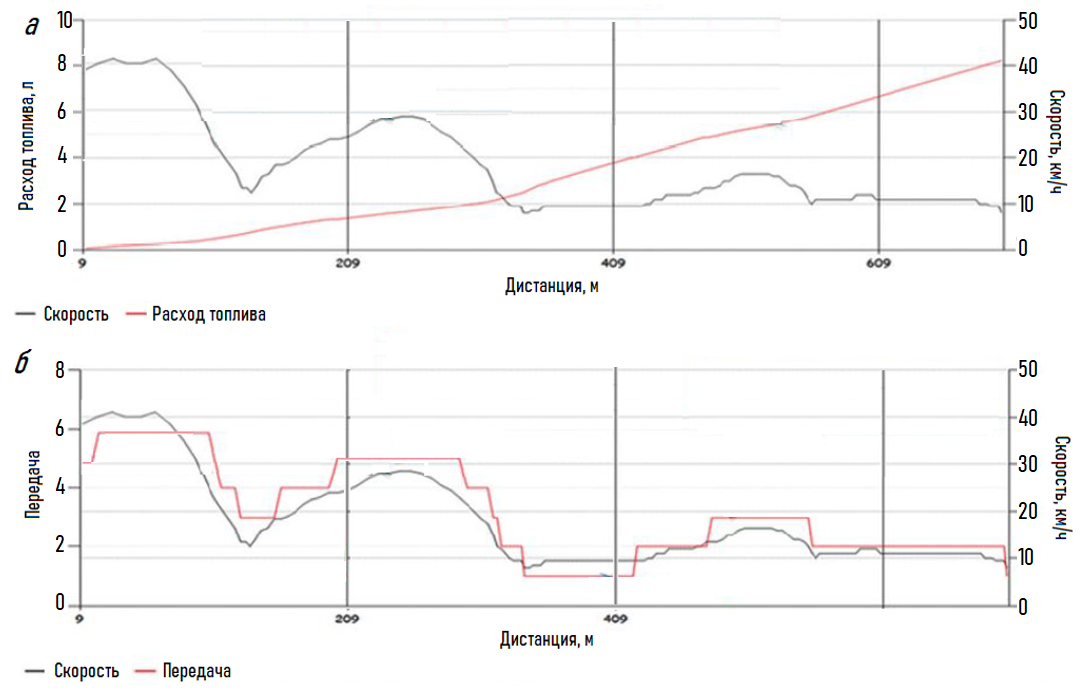 а
Расход топлива, л
10
8
6
4
2
0
50
40
30
20
10
0
Скорость, км/ч
9 209 409 609
Дистанция, м
Скорость Расход топлива
б
Передача
8
6
4
2
0
50
40
30
20
10
0
Скорость, км/ч
9 209 409
Дистанция, м
Скорость Передача